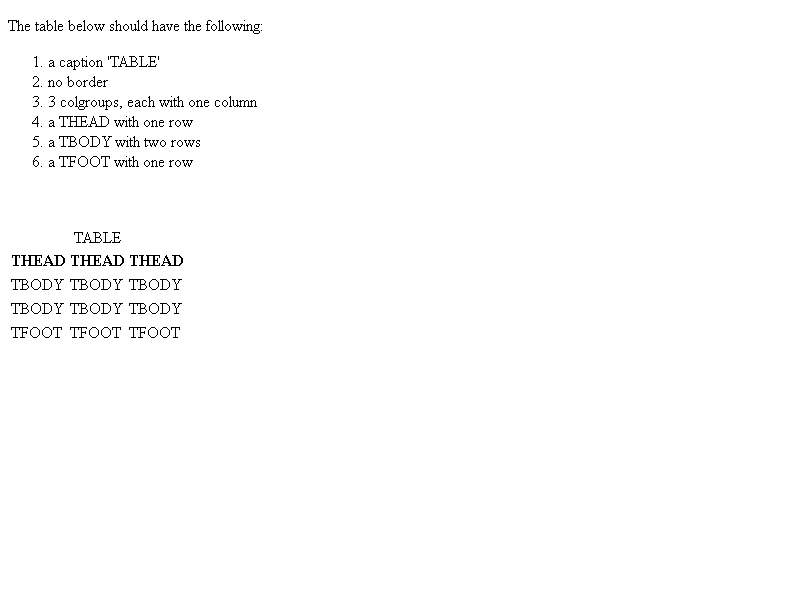 The table below should have the following:
1. a caption 'TABLE'
2. no border
3. 3 colgroups, each with one column
4. a THEAD with one row
5. a TBODY with two rows
6. a TFOOT with one row
TABLE
THEAD THEAD THEAD
TBODY TBODY TBODY
TBODY TBODY TBODY
TFOOT TFOOT TFOOT